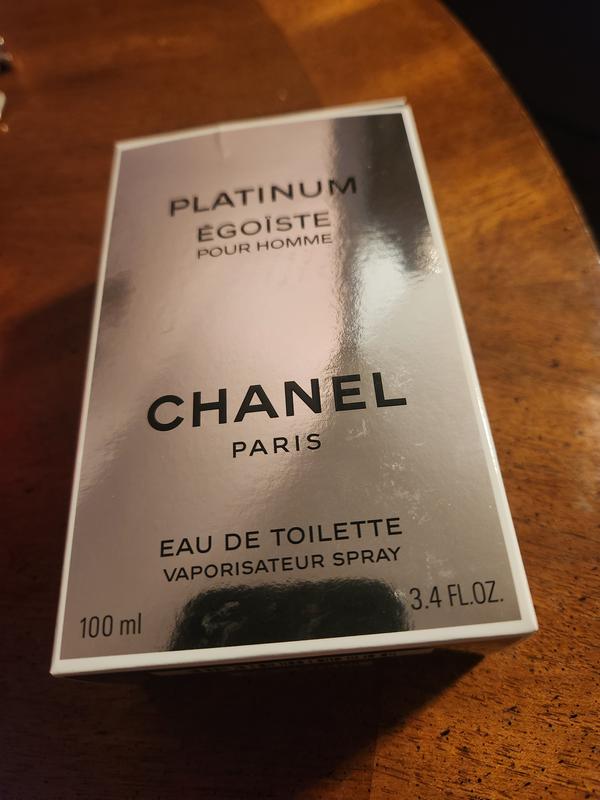 PLATINUM
ÉGOÏSTE
POUR HOMME
CHANEL
PARIS
EAU DE TOILETTE
VAPORISATEUR SPRAY
100 ml
3.4 FL.OZ.